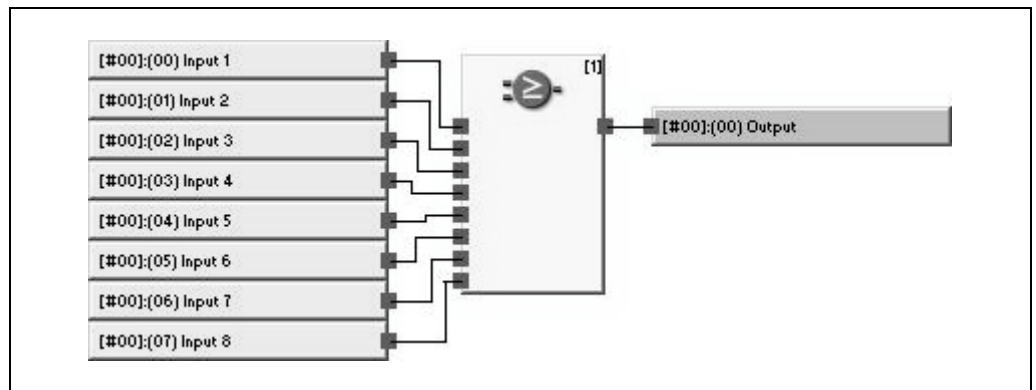 [#00]:(00) Input 1
[1]
[#00]:(01) Input 2
[#00]:(00) Output
[#00]:(02) Input 3
[#00]:(03) Input 4
[#00]:(04) Input 5
[#00]:(05) Input 6
[#00]:(06) Input 7
[#00]:(07) Input 8